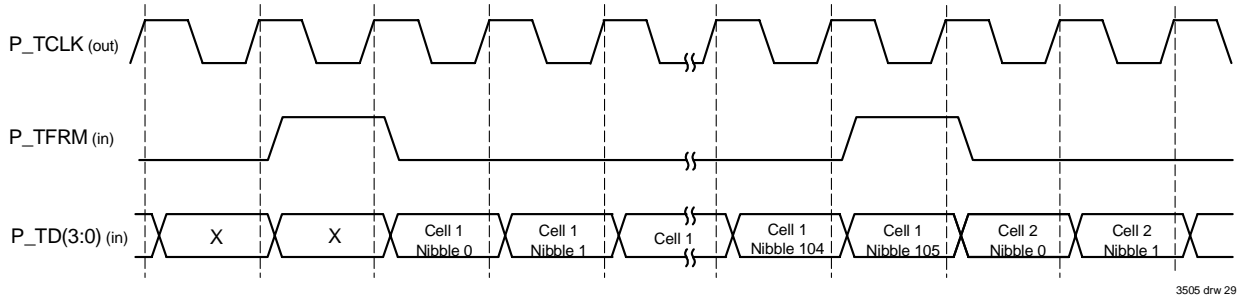 P_TCLK (out)
P_TFRM (in)
P_TD(3:0) (in)
X
X
Cell 1
Nibble 0
Cell 1
Nibble 1
Cell 1
Cell 1
Nibble 104
Cell 1
Nibble 105
Cell 2
Nibble 0
Cell 2
Nibble 1
3505 drw 29